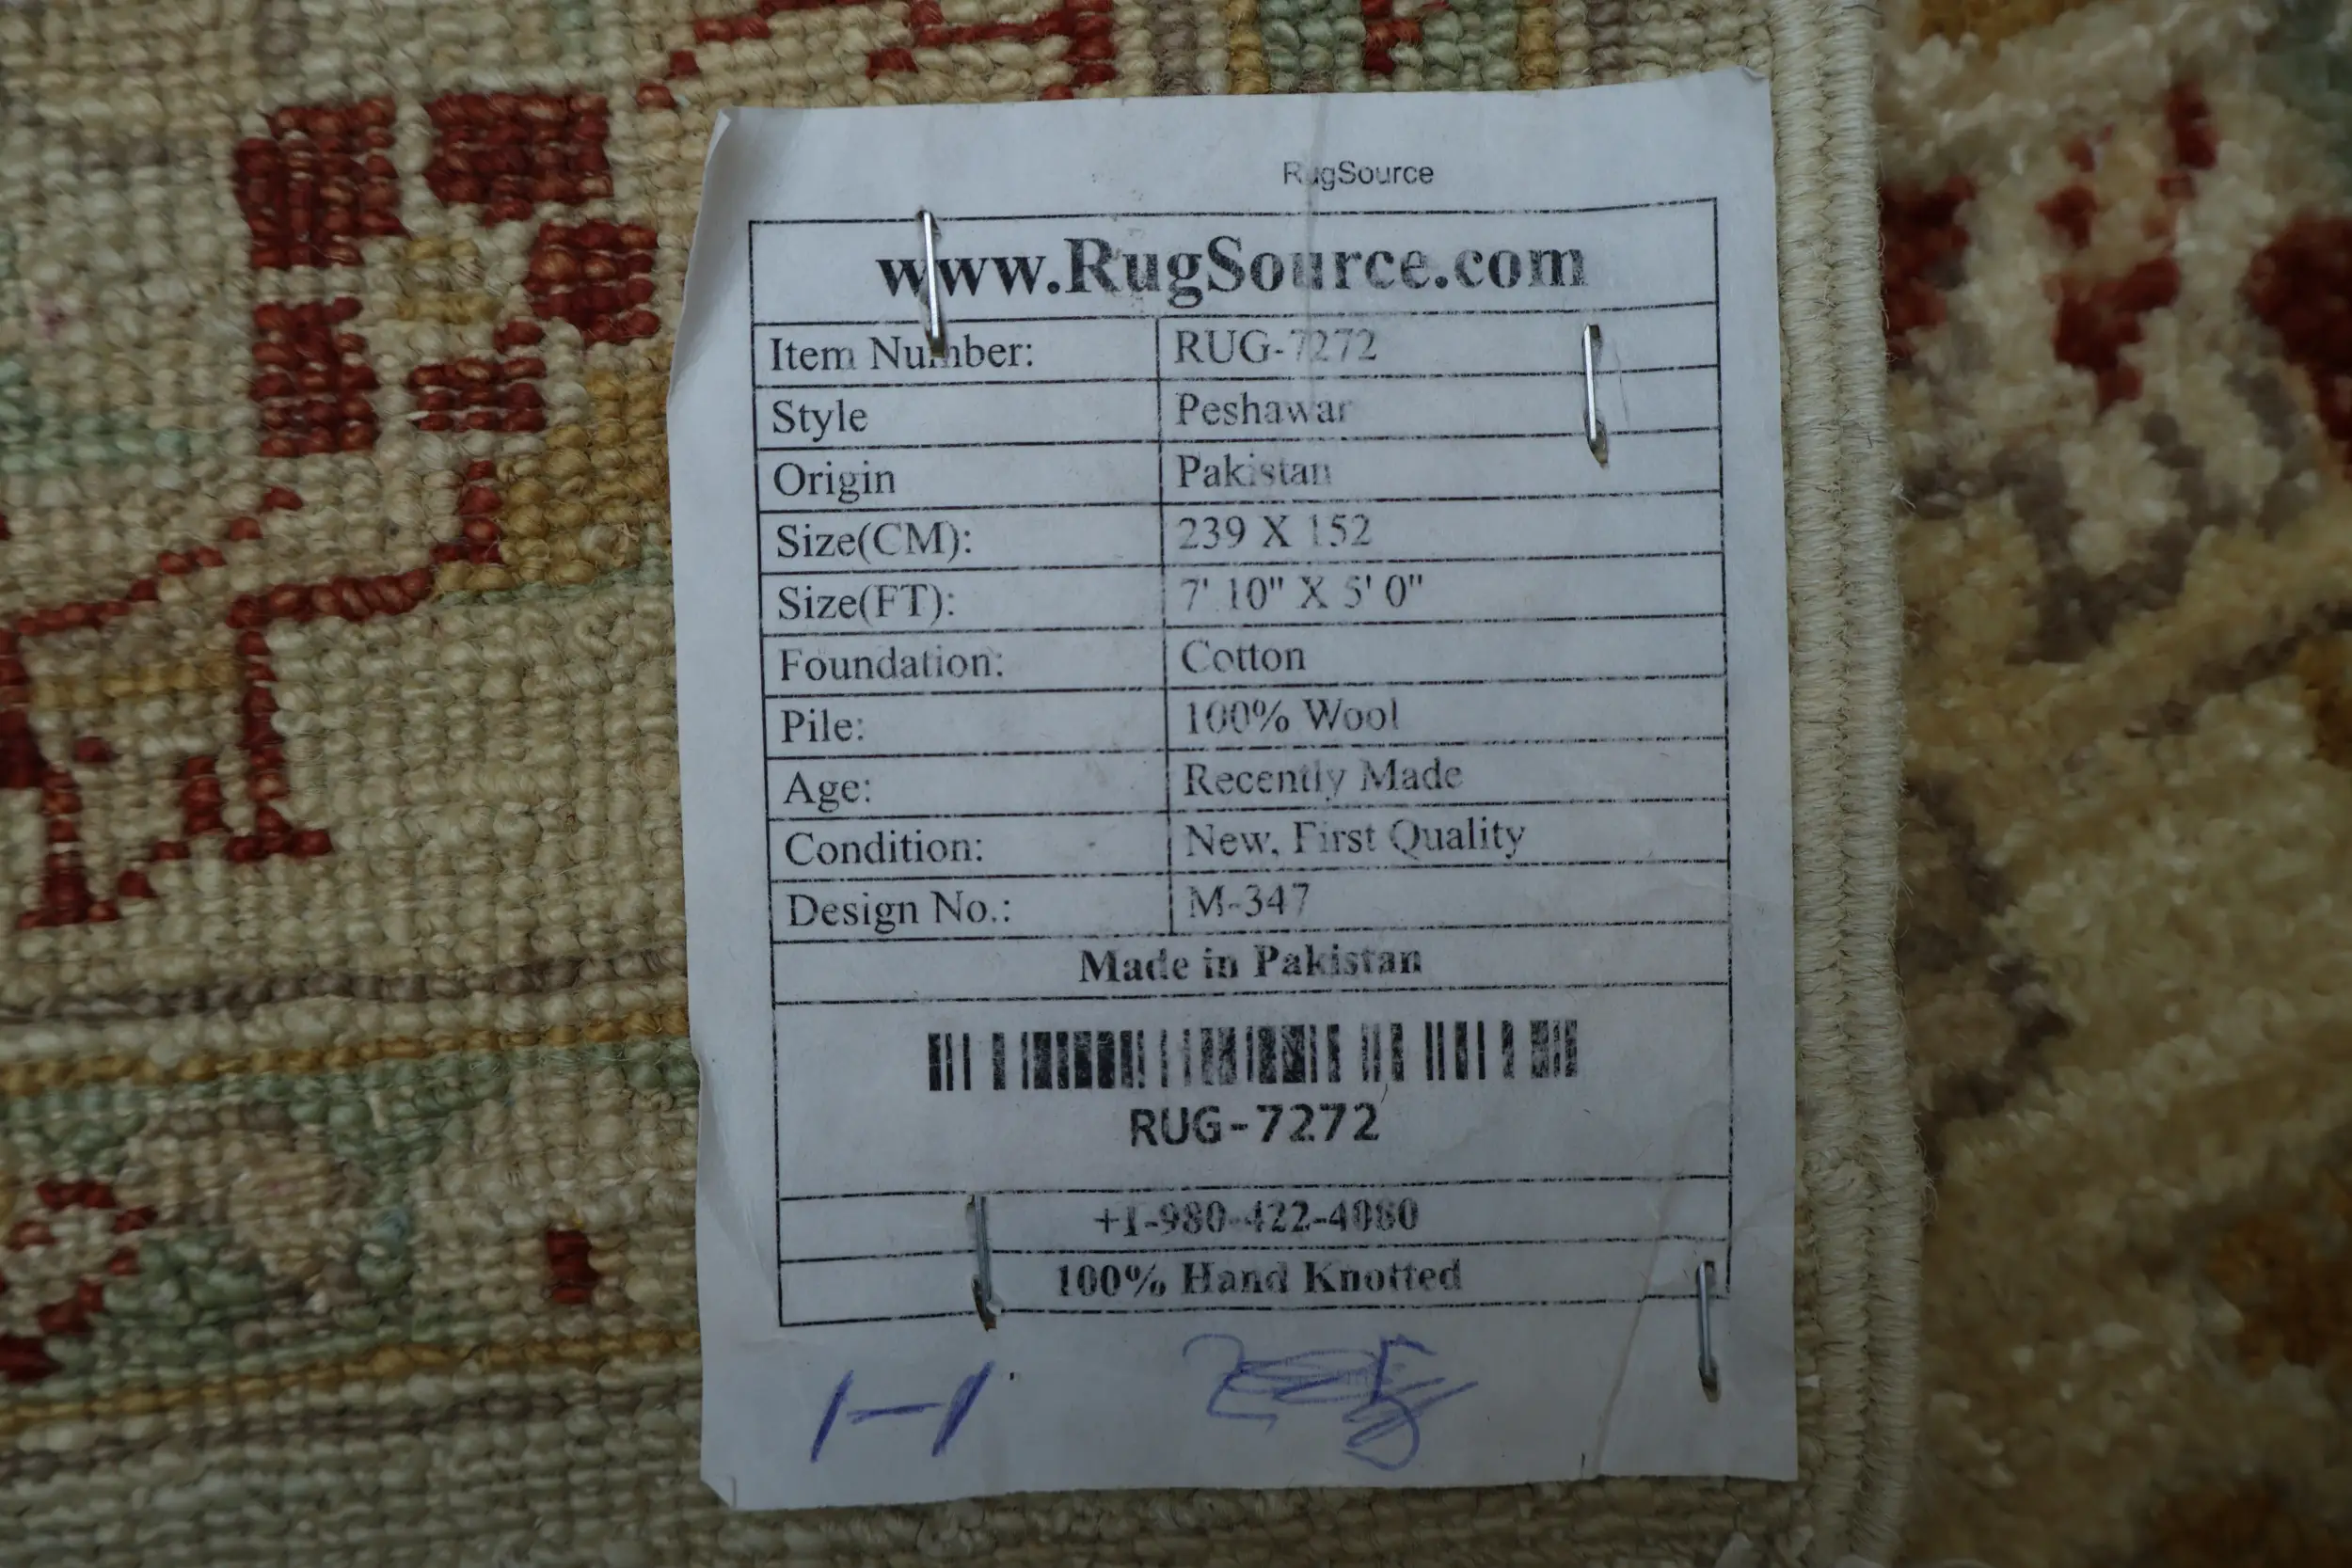 RugSource
www.RugSource.com
Item Number: RUG-7272
Style Peshawar
Origin Pakistan
Size(CM): 239 X 152
Size(FT): 7' 10" X 5' 0"
Foundation: Cotton
Pile: 100% Wool
Age: Recently Made
Condition: New, First Quality
Design No.: M-347
Made in Pakistan
RUG-7272
+1-980-422-4080
100% Hand Knotted
1-1